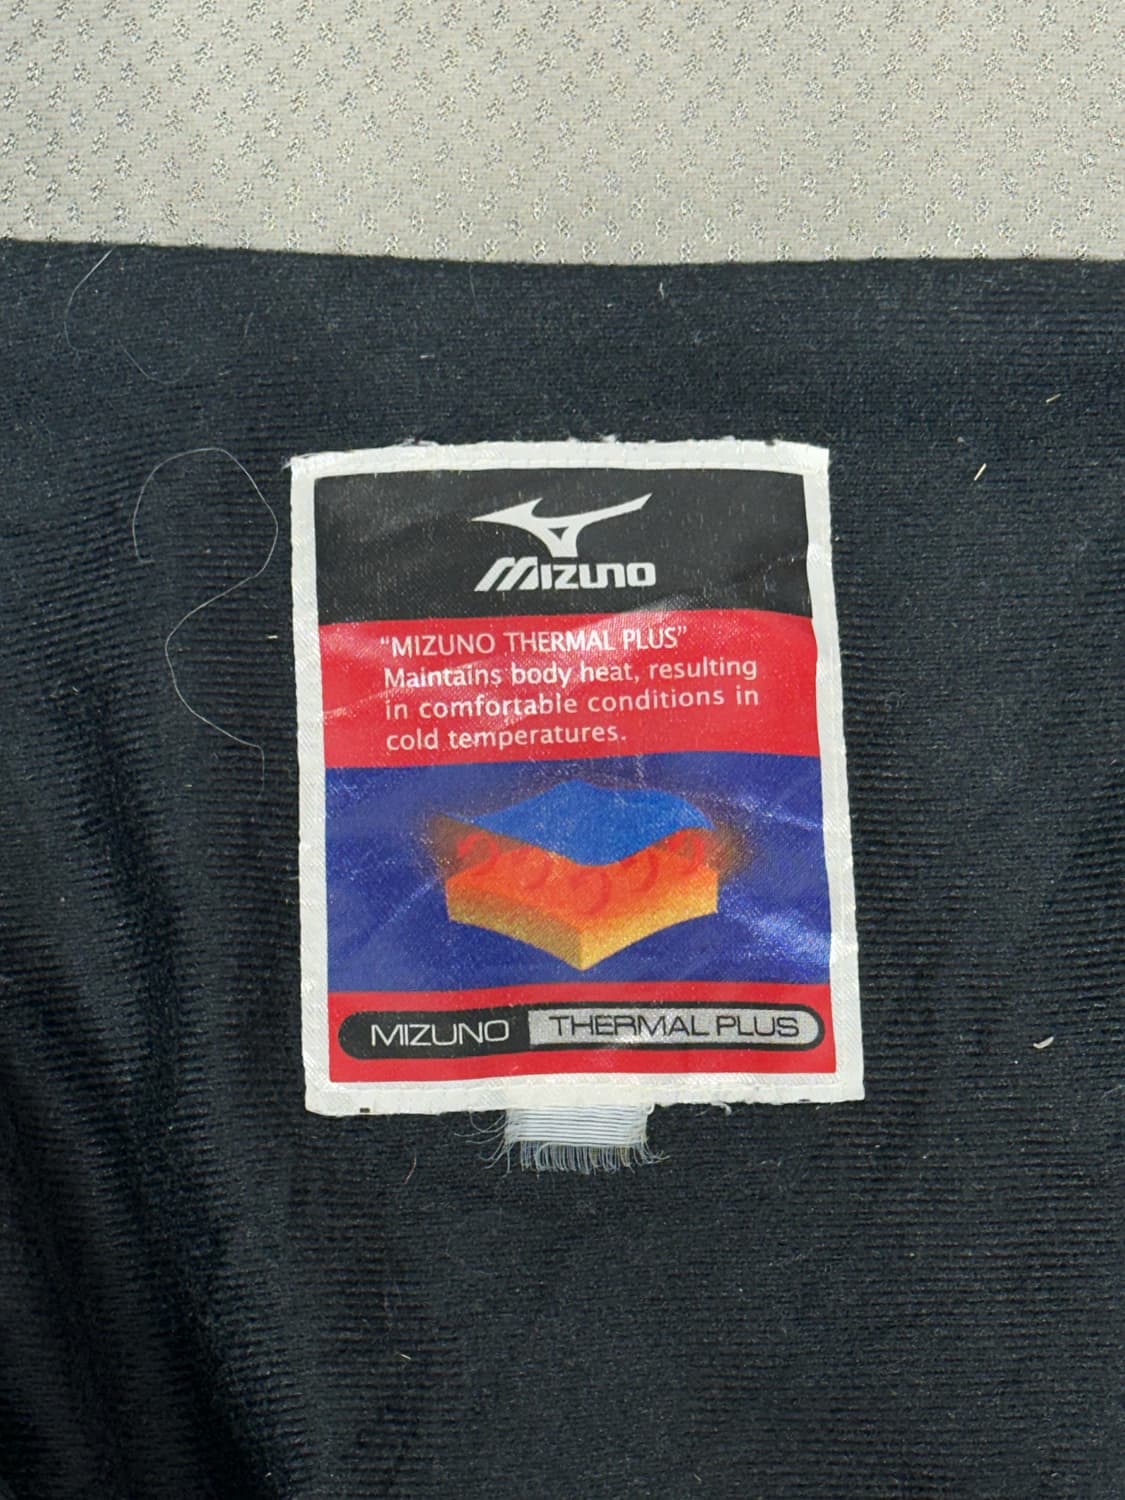 MIZUNO
“MIZUNO THERMAL PLUS”
Maintains body heat, resulting
in comfortable conditions in
cold temperatures.
MIZUNO THERMAL PLUS